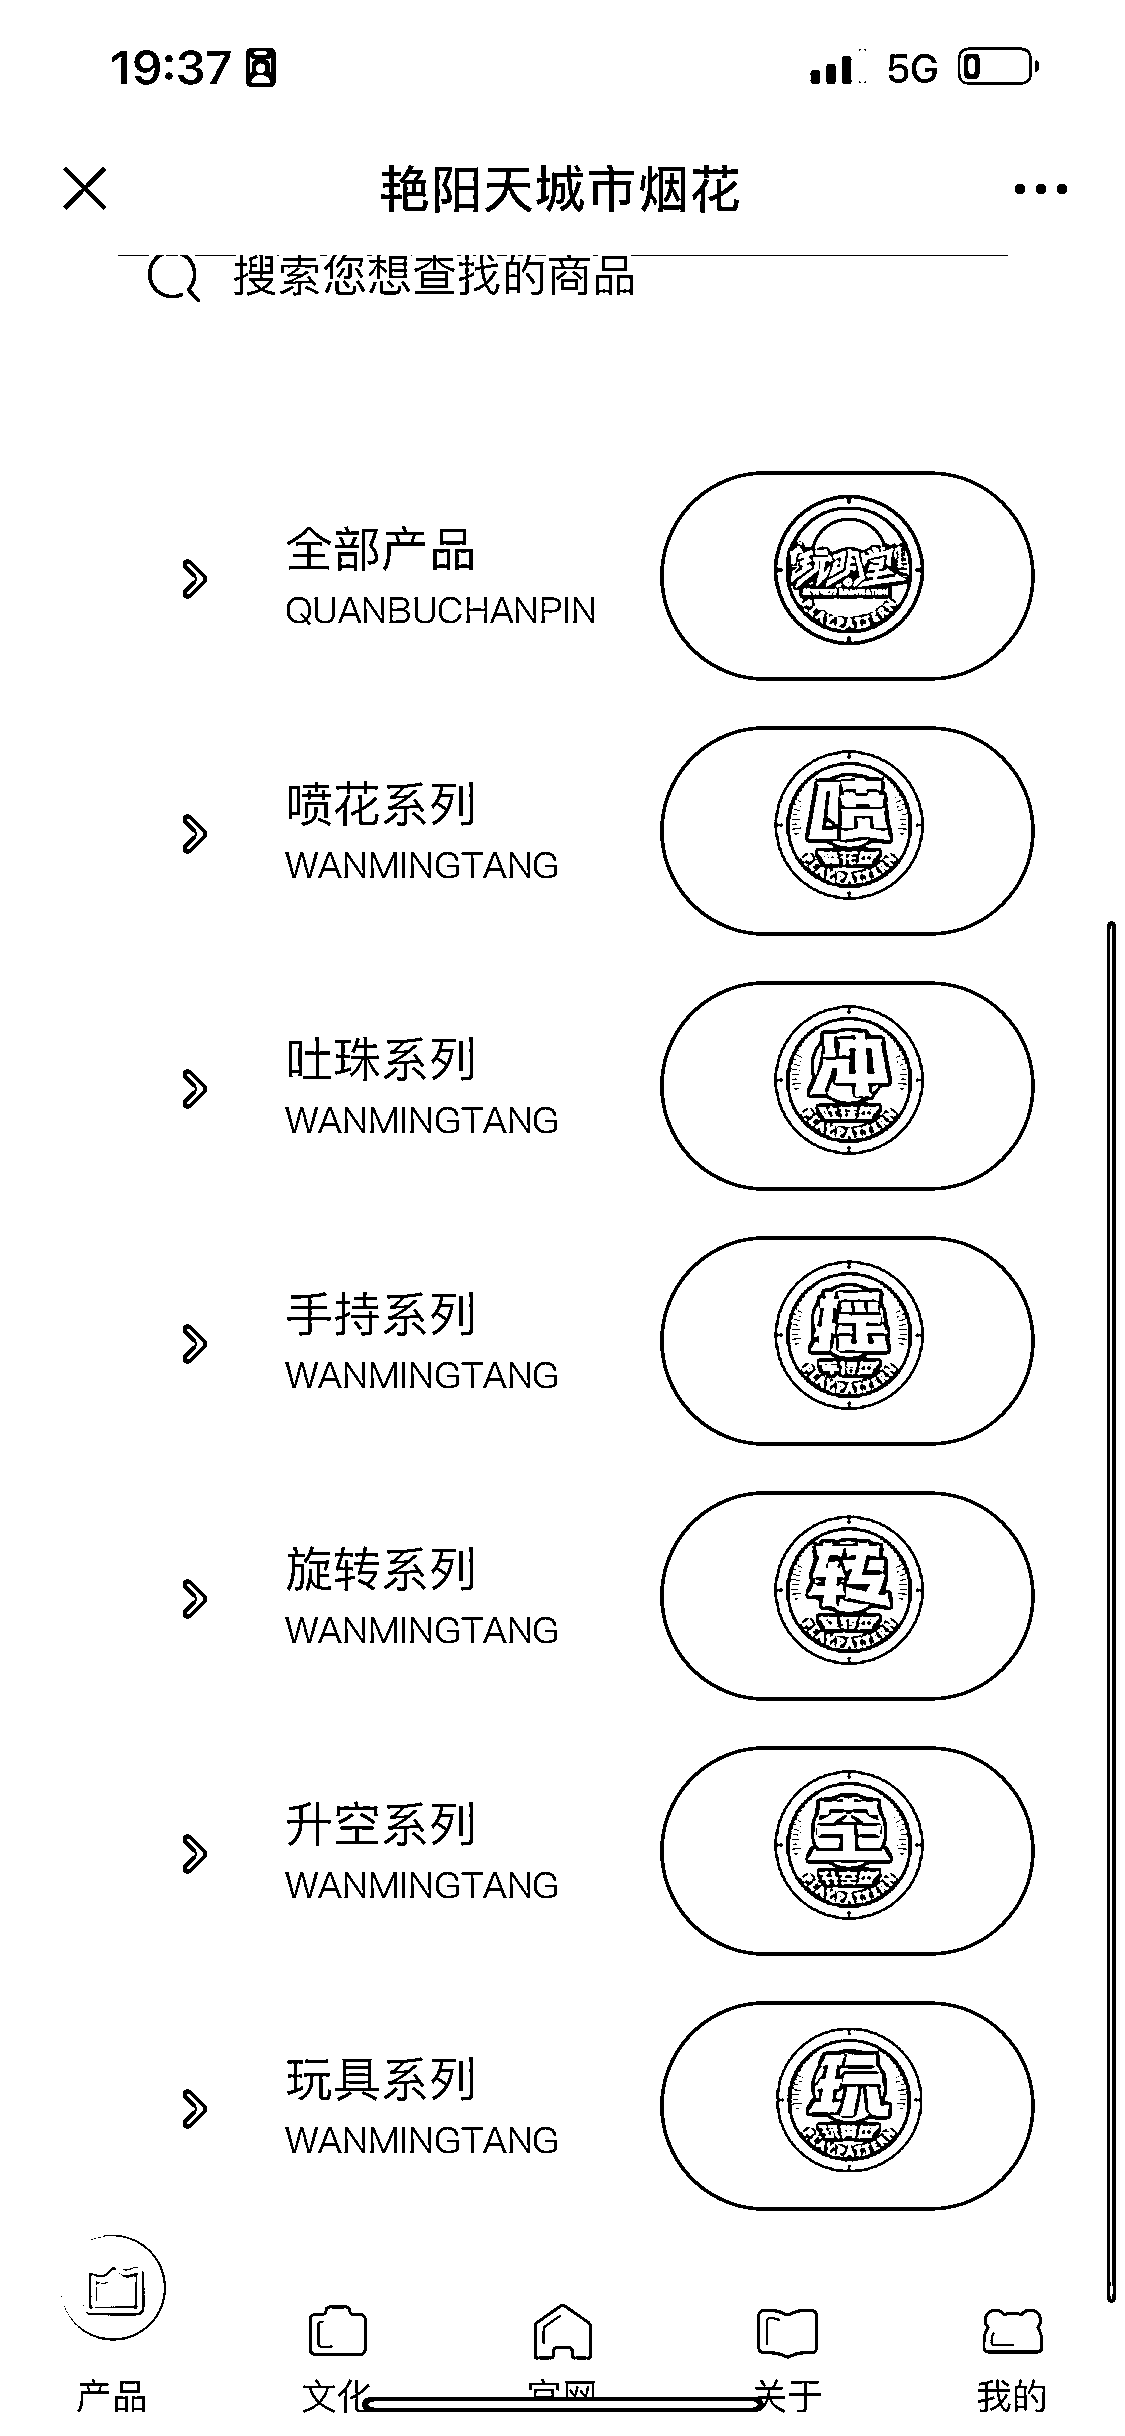 19:37
5G
艳阳天城市烟花
搜索您想查找的商品
全部产品
QUANBUCHANPIN
玩明堂
喷花系列
WANMINGTANG
喷
吐珠系列
WANMINGTANG
冲
手持系列
WANMINGTANG
摇
旋转系列
WANMINGTANG
转
升空系列
WANMINGTANG
空
玩具系列
WANMINGTANG
玩
产品
文化
官网
关于
我的